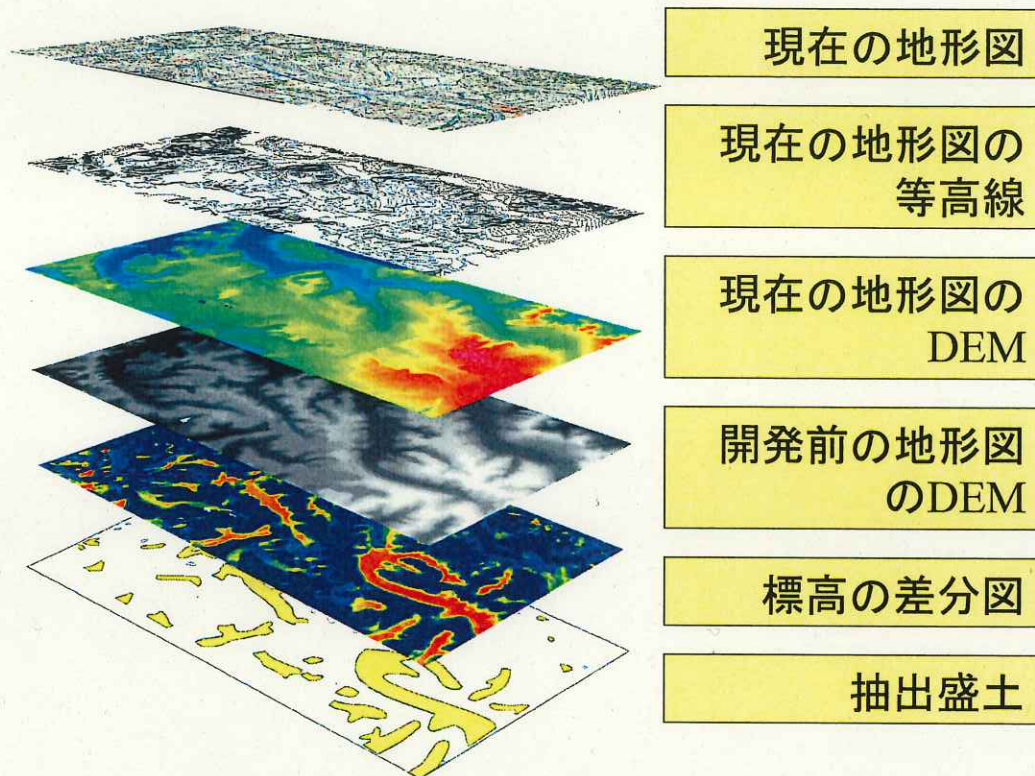 現在の地形図
現在の地形図の
等高線
現在の地形図の
DEM
開発前の地形図
のDEM
標高の差分図
抽出盛土